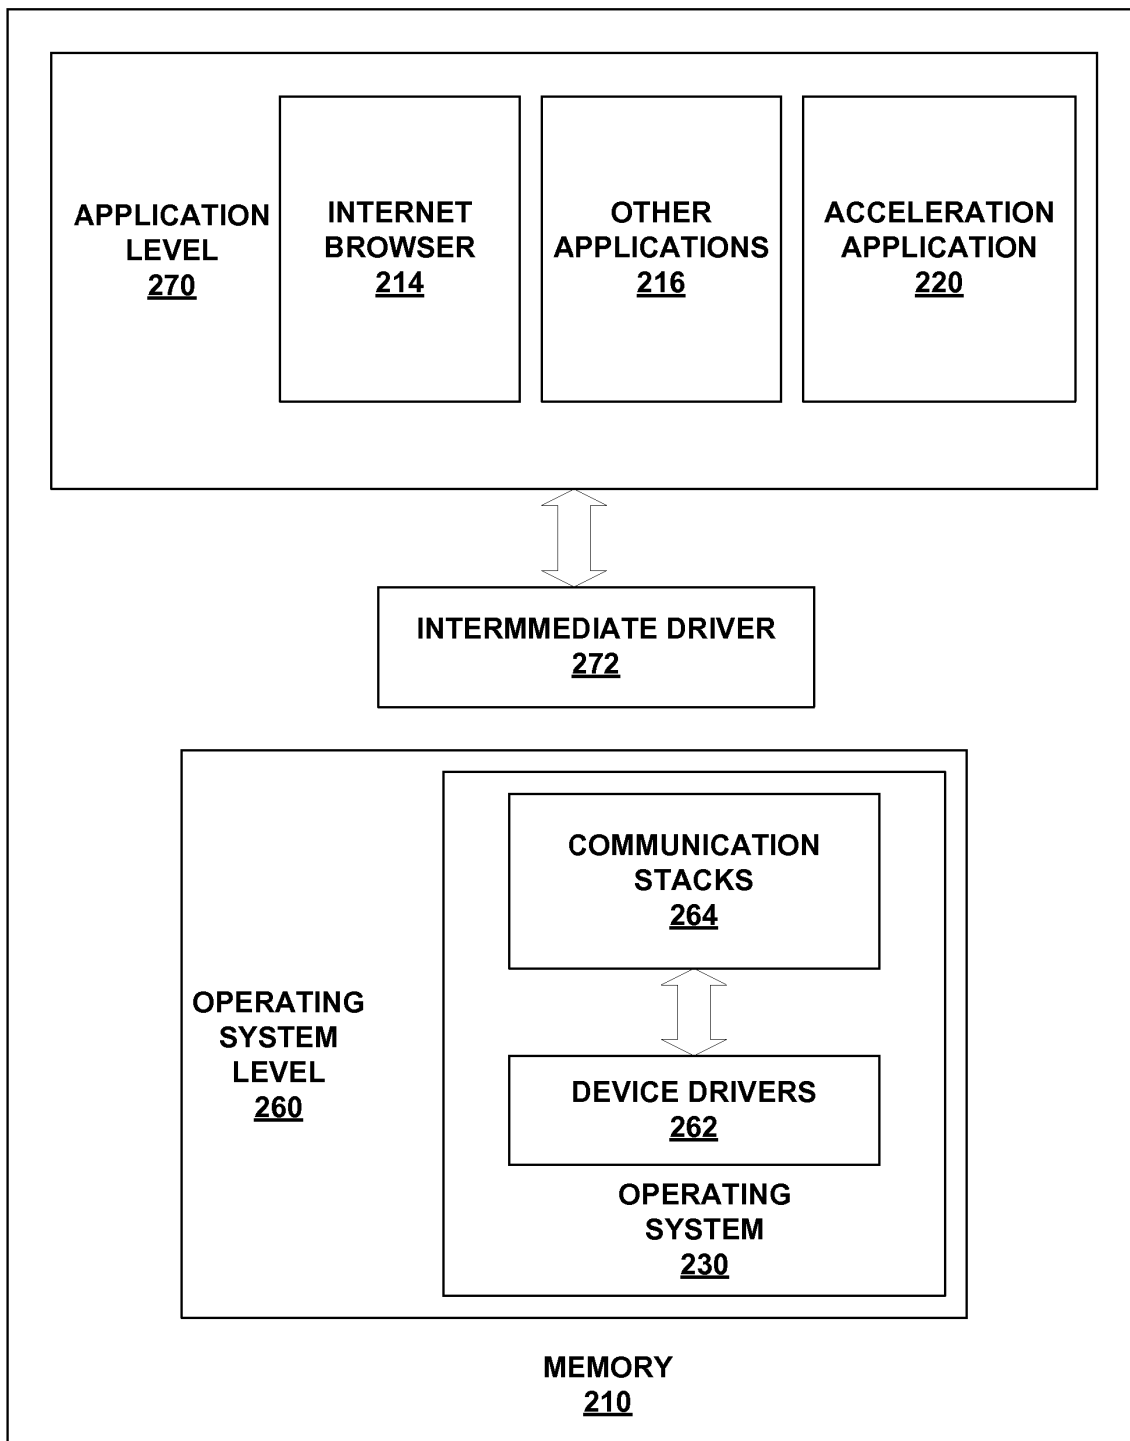 APPLICATION
LEVEL
270
INTERNET
BROWSER
214
OTHER
APPLICATIONS
216
ACCELERATION
APPLICATION
220
INTERMMEDIATE DRIVER
272
COMMUNICATION
STACKS
264
OPERATING
SYSTEM
LEVEL
260
DEVICE DRIVERS
262
OPERATING
SYSTEM
230
MEMORY
210